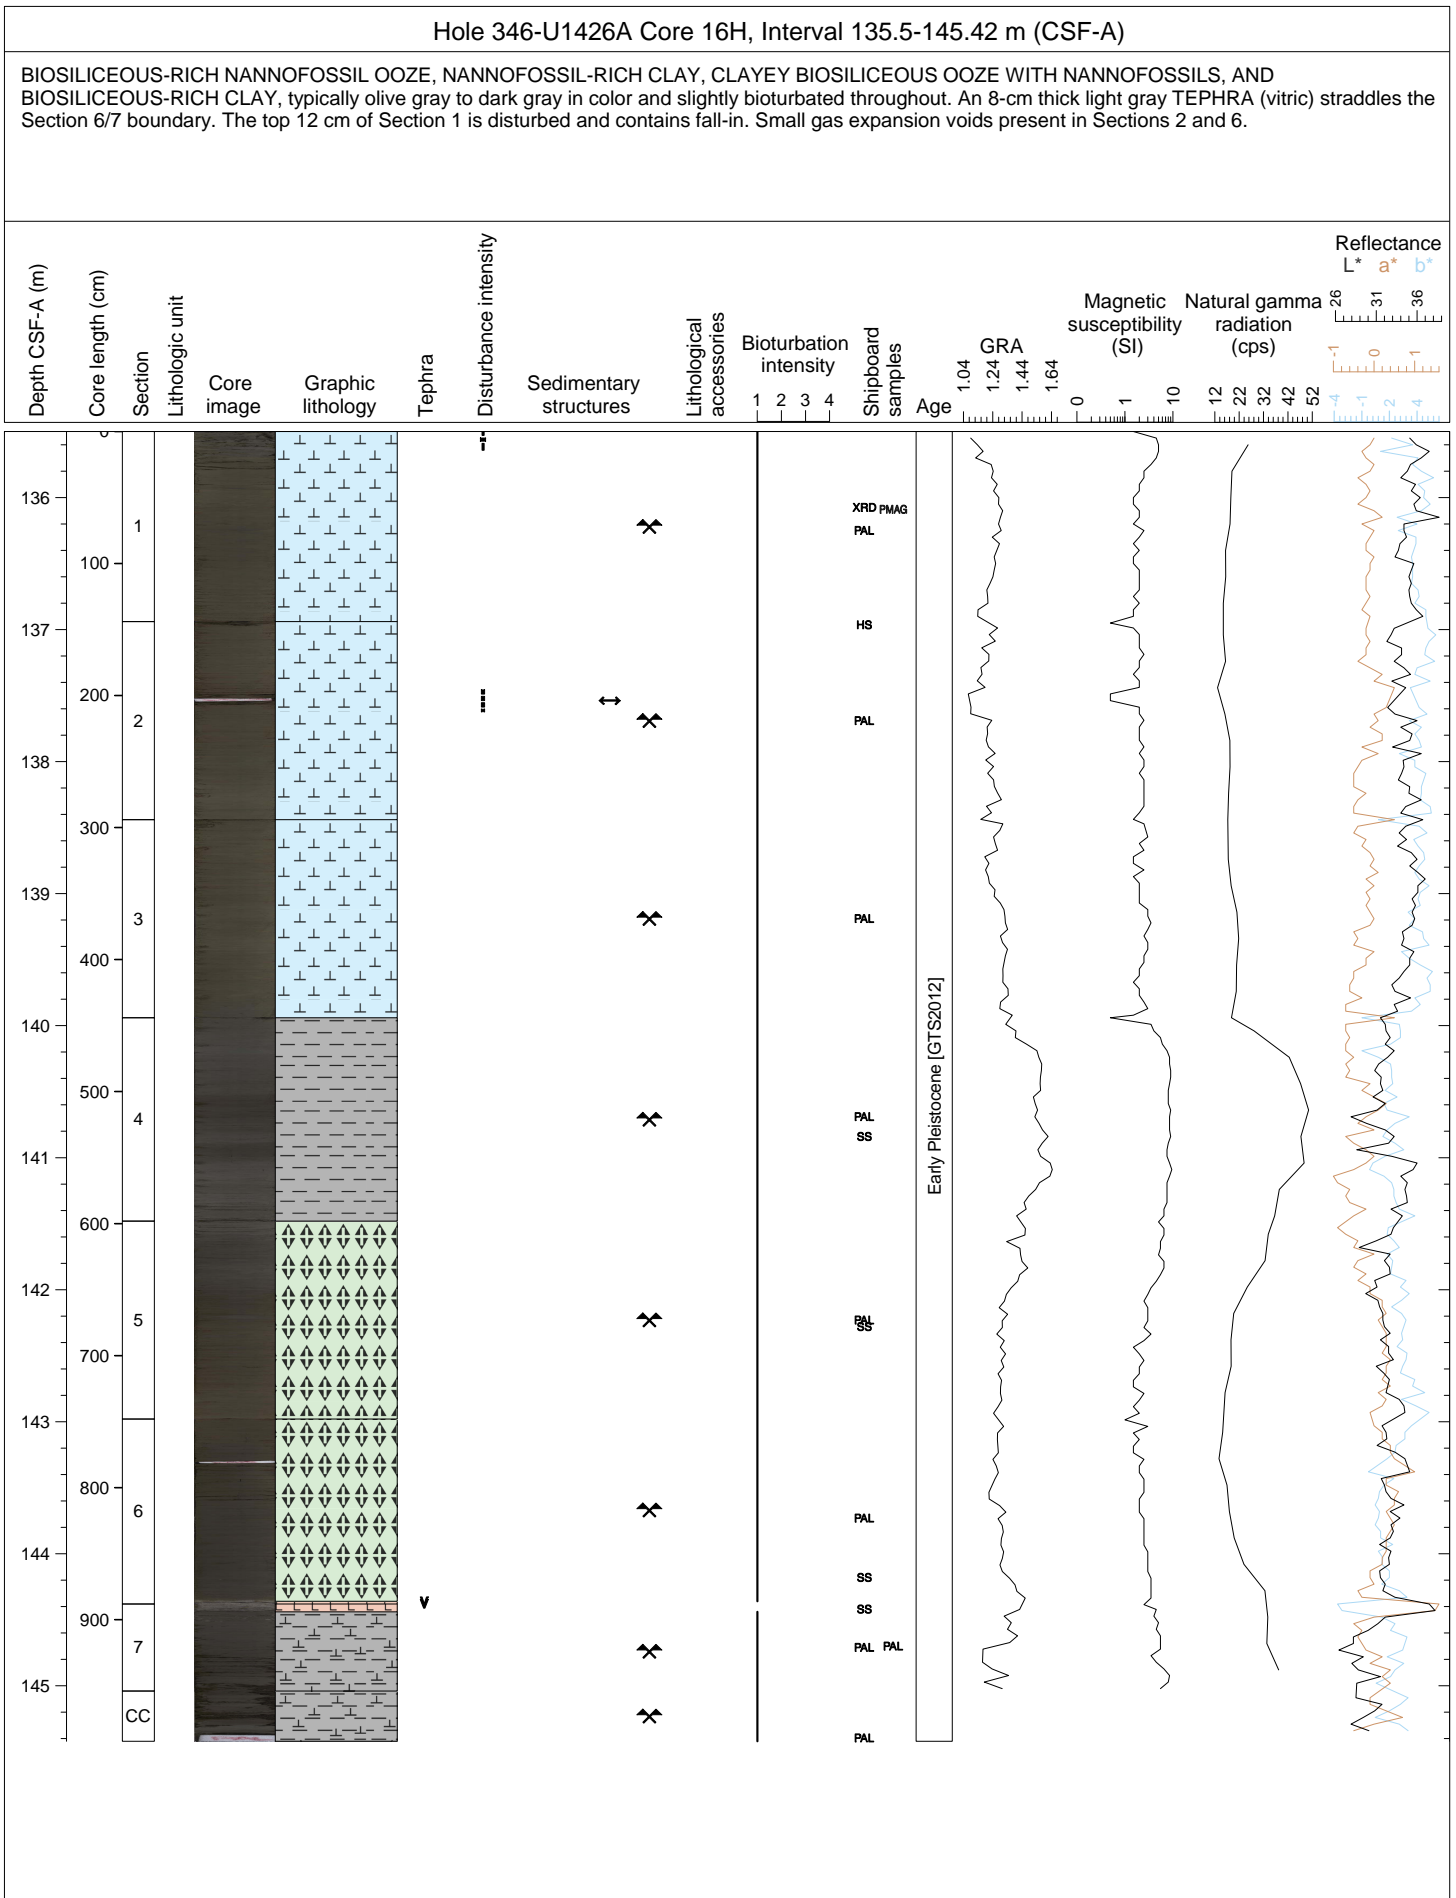 Hole 346-U1426A Core 16H, Interval 135.5-145.42 m (CSF-A)
BIOSILICEOUS-RICH NANNOFOSSIL OOZE, NANNOFOSSIL-RICH CLAY, CLAYEY BIOSILICEOUS OOZE WITH NANNOFOSSILS, AND
BIOSILICEOUS-RICH CLAY, typically olive gray to dark gray in color and slightly bioturbated throughout. An 8-cm thick light gray TEPHRA (vitric) straddles the
Section 6/7 boundary. The top 12 cm of Section 1 is disturbed and contains fall-in. Small gas expansion voids present in Sections 2 and 6.
Depth CSF-A (m)
Core length (cm)
Section
Lithologic unit
Core
image
Graphic
lithology
Tephra
Disturbance intensity
Sedimentary
structures
Lithological
accessories
Bioturbation
intensity
1 2 3 4
Shipboard
samples
Age
GRA
1.04 1.24 1.44 1.64
Magnetic
susceptibility
(SI)
0 1 10
Natural gamma
radiation
(cps)
12 22 32 42 52
Reflectance
L* a* b*
26 31 36
-1 0 1
-4 -1 2 4
0
136
1
XRD PMAG
PAL
100
137
HS
200
2
PAL
138
300
139
3
PAL
400
140
Early Pleistocene [GTS2012]
500
4
PAL
SS
141
600
142
5
PAL
SS
700
143
800
6
PAL
144
SS
V
SS
900
7
PAL PAL
145
CC
PAL